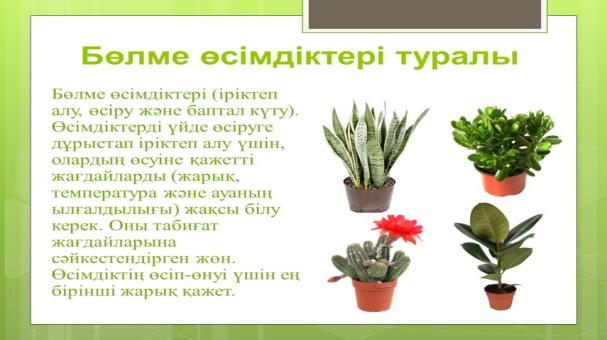 Бөлме өсімдіктері туралы
Бөлме өсімдіктері (іріктеп
алу, өсіру және баптап күту).
Өсімдіктерді үйде өсіруге
дұрыстап іріктеп алу үшін,
олардың өсуіне қажетті
жағдайларды (жарық,
температура және ауаның
ылғалдылығы) жақсы білу
керек. Оны табиғат
жағдайларына
сәйкестендірген жөн.
Өсімдіктің өсіп-өнуі үшін ең
бірінші жарық қажет.